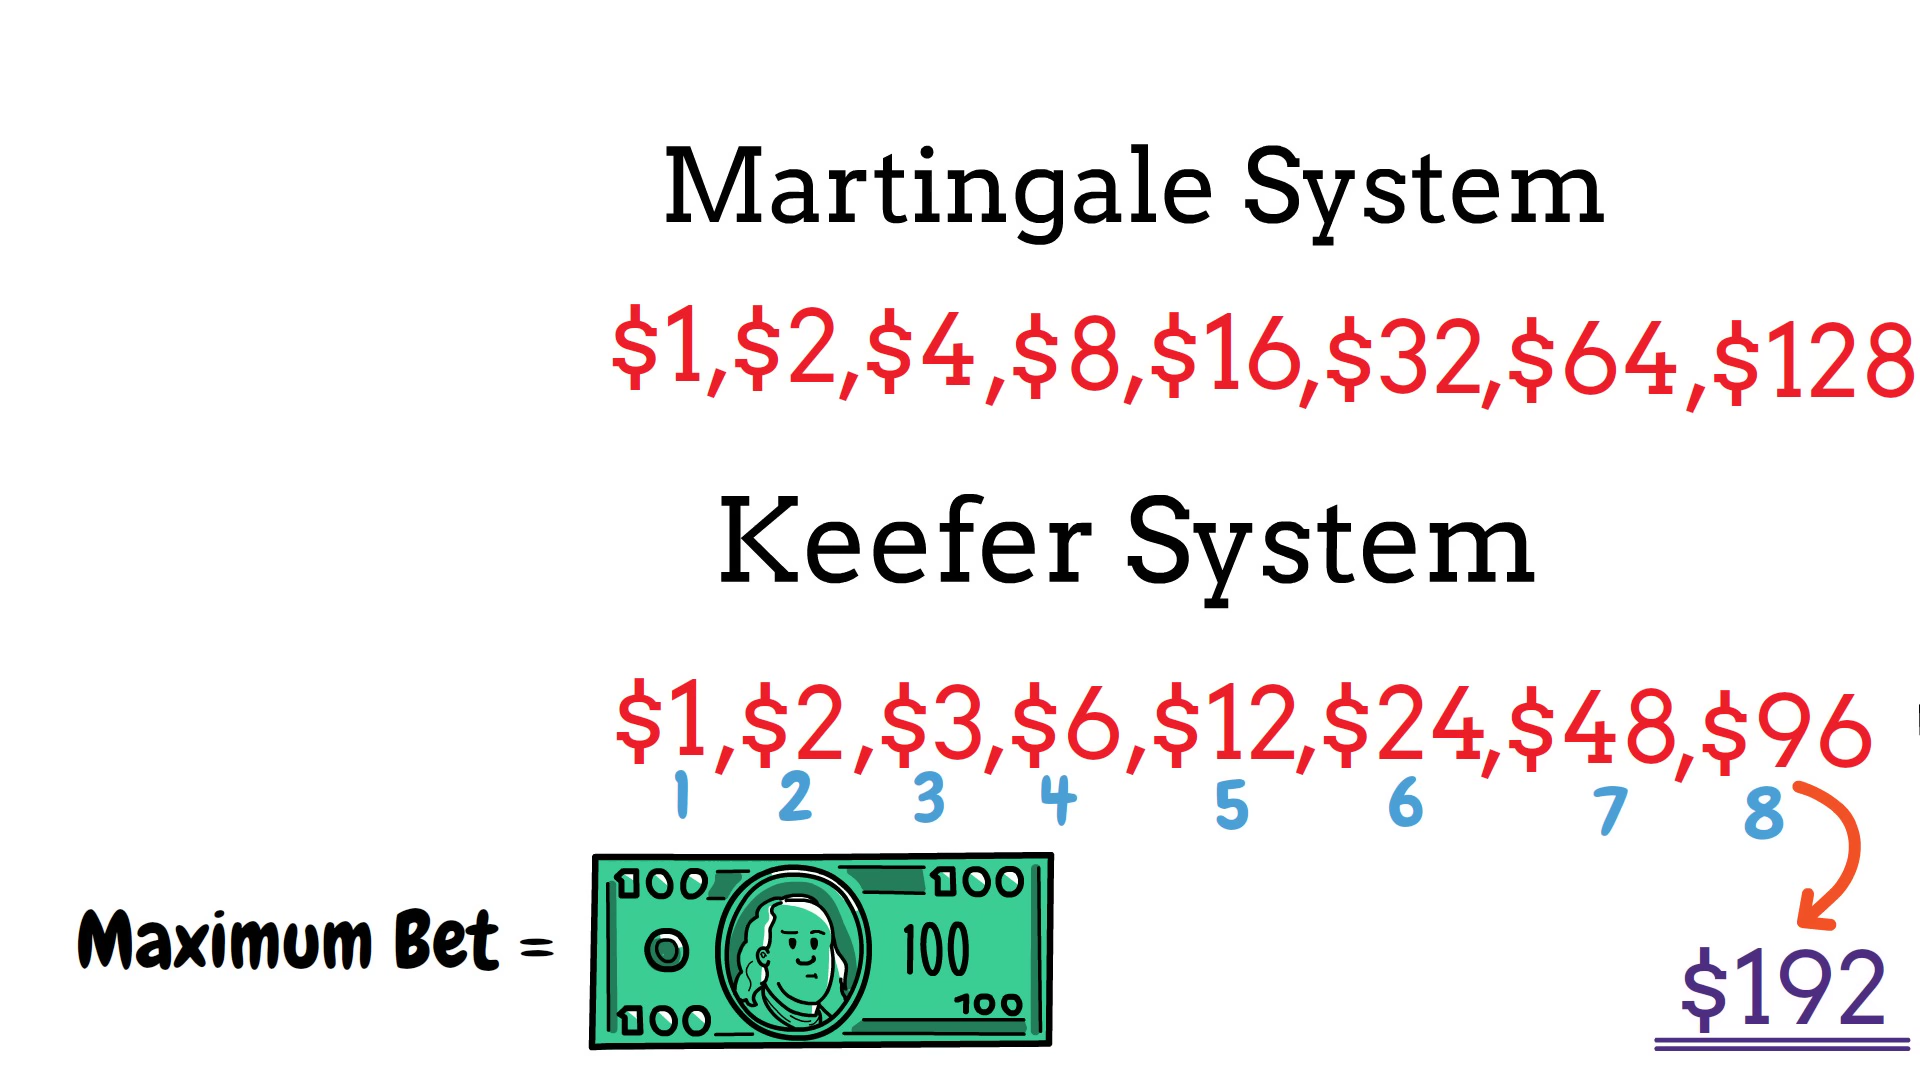 Martingale System
$1,$2,$4,$8,$16,$32,$64,$128
Keefer System
$1,$2,$3,$6,$12,$24,$48,$96
1 2 3 4 5 6 7 8
Maximum Bet =
100 100
100
100 100
$192